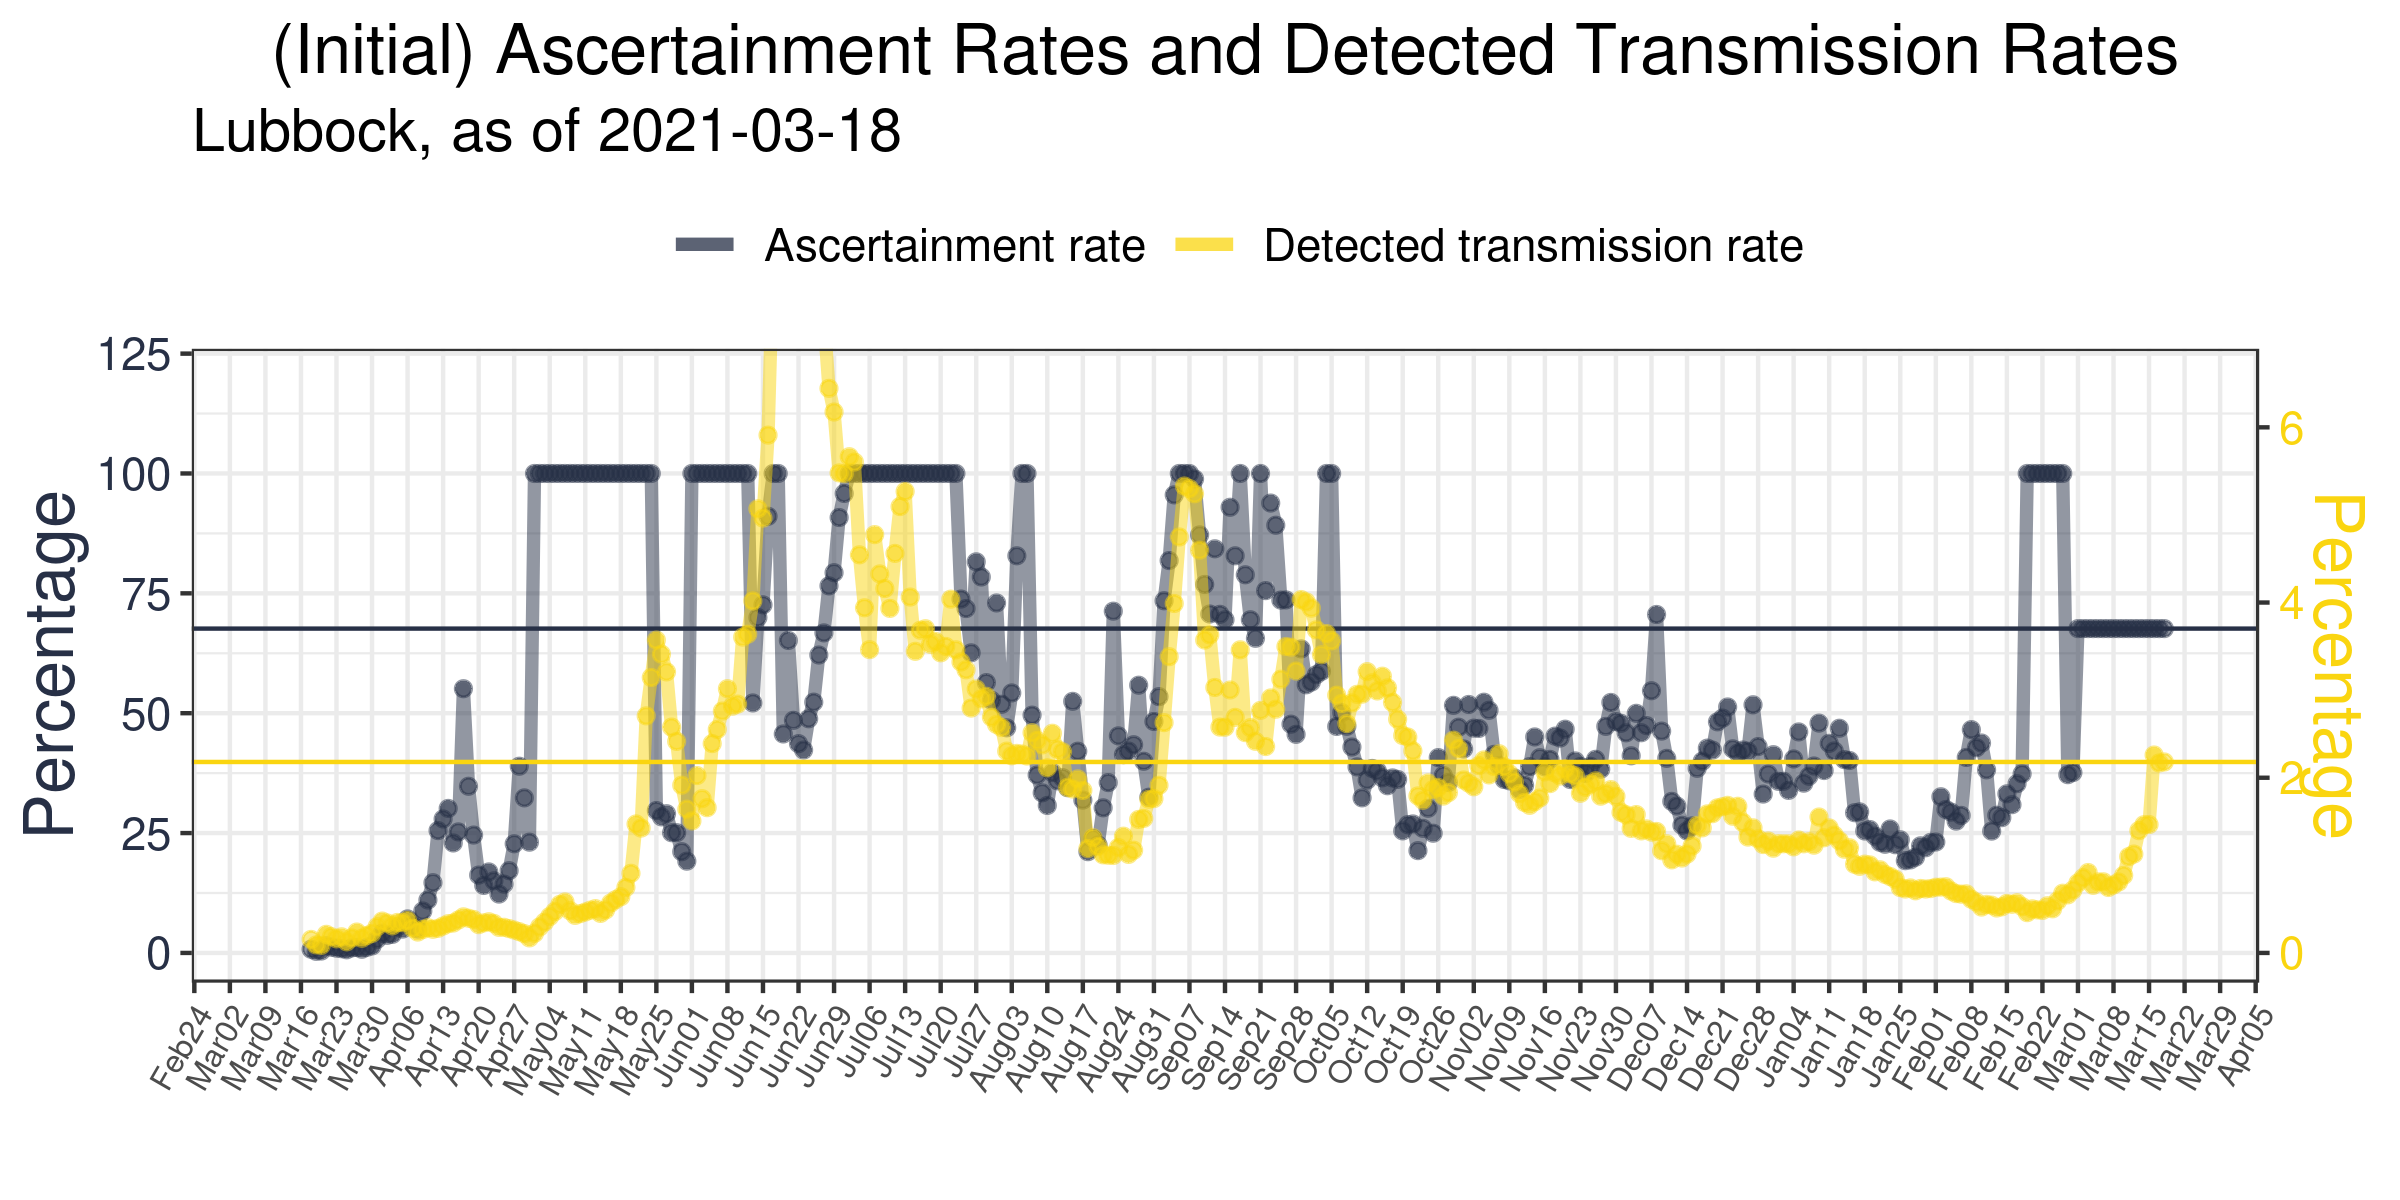 (Initial) Ascertainment Rates and Detected Transmission Rates
Lubbock, as of 2021-03-18
Ascertainment rate
Detected transmission rate
Percentage
125
100
75
50
25
0
6
4
2
0
Percentage
Feb24
Mar02
Mar09
Mar16
Mar23
Mar30
Apr06
Apr13
Apr20
Apr27
May04
May11
May18
May25
Jun01
Jun08
Jun15
Jun22
Jun29
Jul06
Jul13
Jul20
Jul27
Aug03
Aug10
Aug17
Aug24
Aug31
Sep07
Sep14
Sep21
Sep28
Oct05
Oct12
Oct19
Oct26
Nov02
Nov09
Nov16
Nov23
Nov30
Dec07
Dec14
Dec21
Dec28
Jan04
Jan11
Jan18
Jan25
Feb01
Feb08
Feb15
Feb22
Mar01
Mar08
Mar15
Mar22
Mar29
Apr05